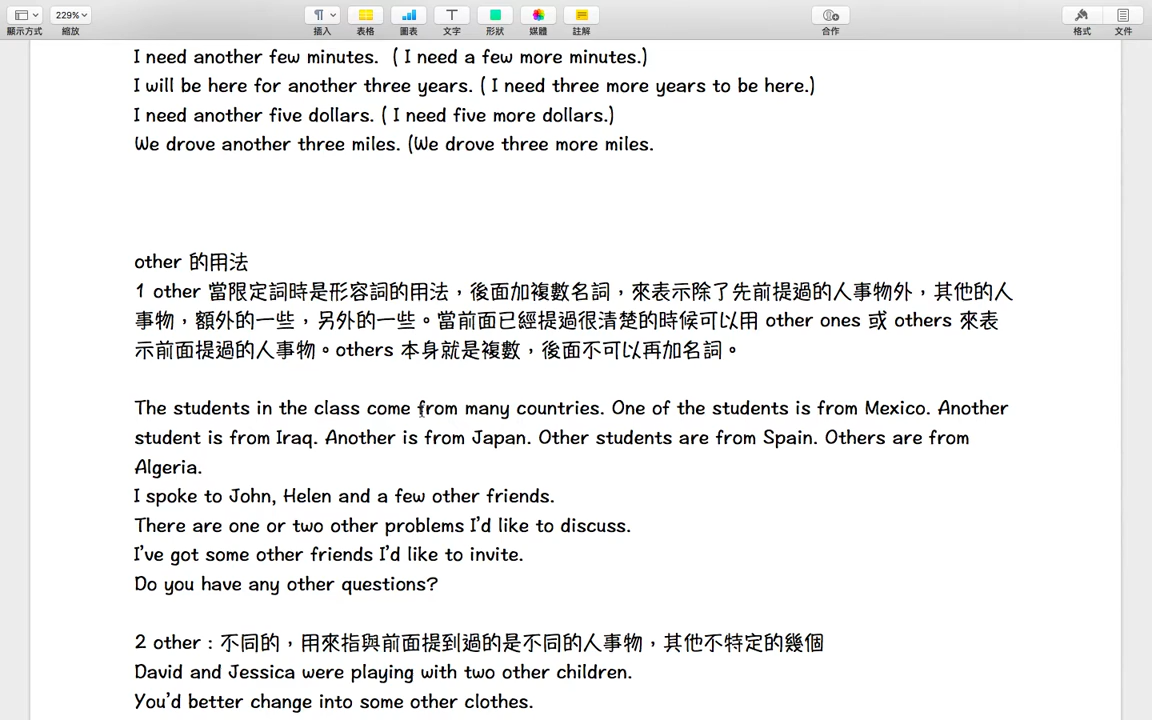 229%
顯示方式
縮放
插入
表格
圖表
文字
形狀
媒體
註解
合作
格式
文件
I need another few minutes. ( I need a few more minutes.)
I will be here for another three years. ( I need three more years to be here.)
I need another five dollars. ( I need five more dollars.)
We drove another three miles. (We drove three more miles.
other 的用法
1 other 當限定詞時是形容詞的用法，後面加複數名詞，來表示除了先前提過的人事物外，其他的人
事物，額外的一些，另外的一些。當前面已經提過很清楚的時候可以用 other ones 或 others 來表
示前面提過的人事物。others 本身就是複數，後面不可以再加名詞。
The students in the class come from many countries. One of the students is from Mexico. Another
student is from Iraq. Another is from Japan. Other students are from Spain. Others are from
Algeria.
I spoke to John, Helen and a few other friends.
There are one or two other problems I'd like to discuss.
I've got some other friends I'd like to invite.
Do you have any other questions?
2 other : 不同的，用來指與前面提到過的是不同的人事物，其他不特定的幾個
David and Jessica were playing with two other children.
You'd better change into some other clothes.